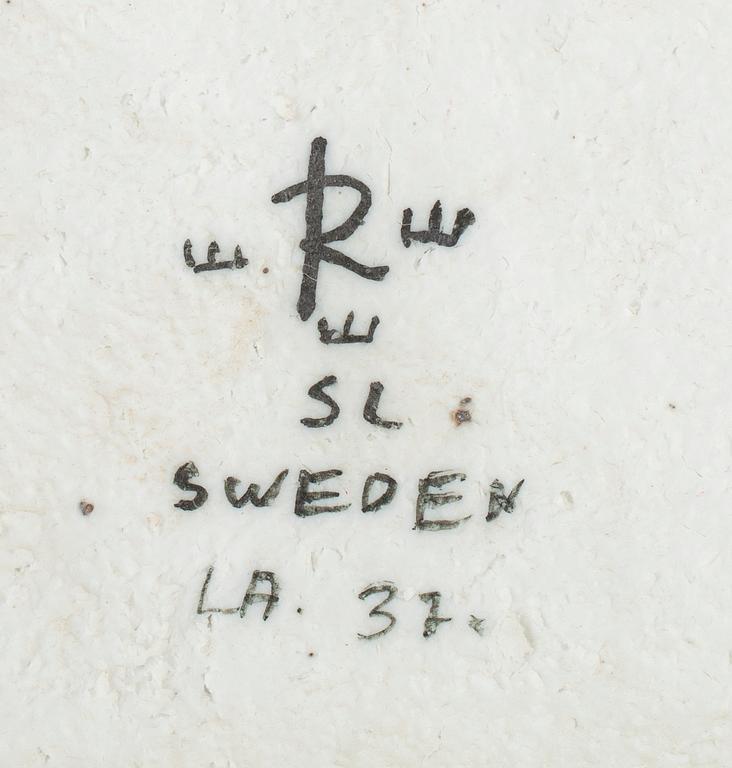 R
SL
SWEDEN
LA. 37.